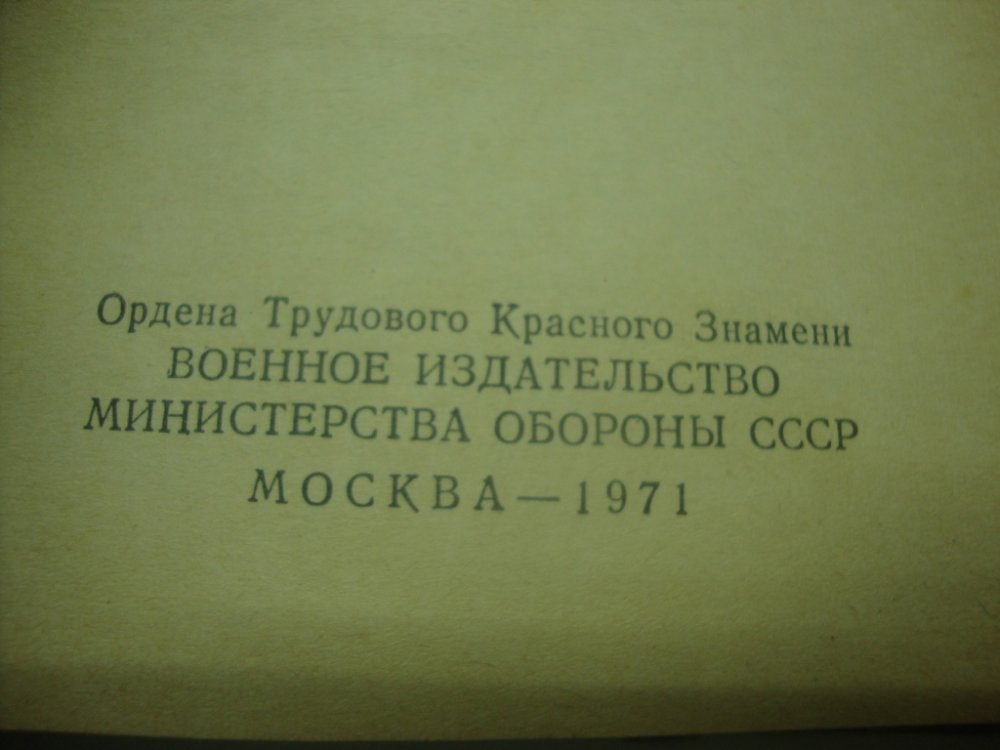 Ордена Трудового Красного Знамени
ВОЕННОЕ ИЗДАТЕЛЬСТВО
МИНИСТЕРСТВА ОБОРОНЫ СССР
МОСКВА — 1971